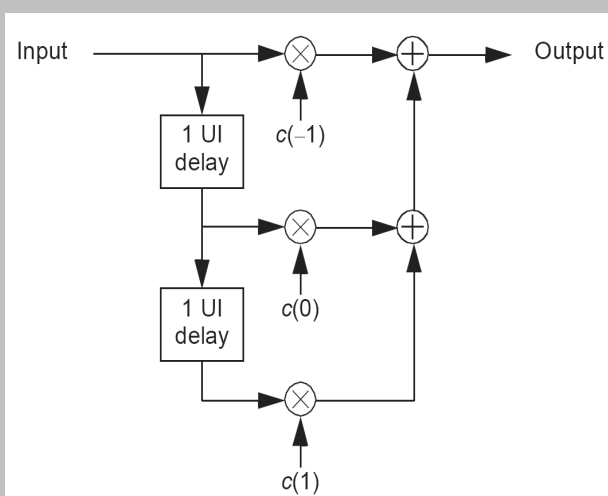 Input
Output
1 UI
delay
c(–1)
1 UI
delay
c(0)
c(1)